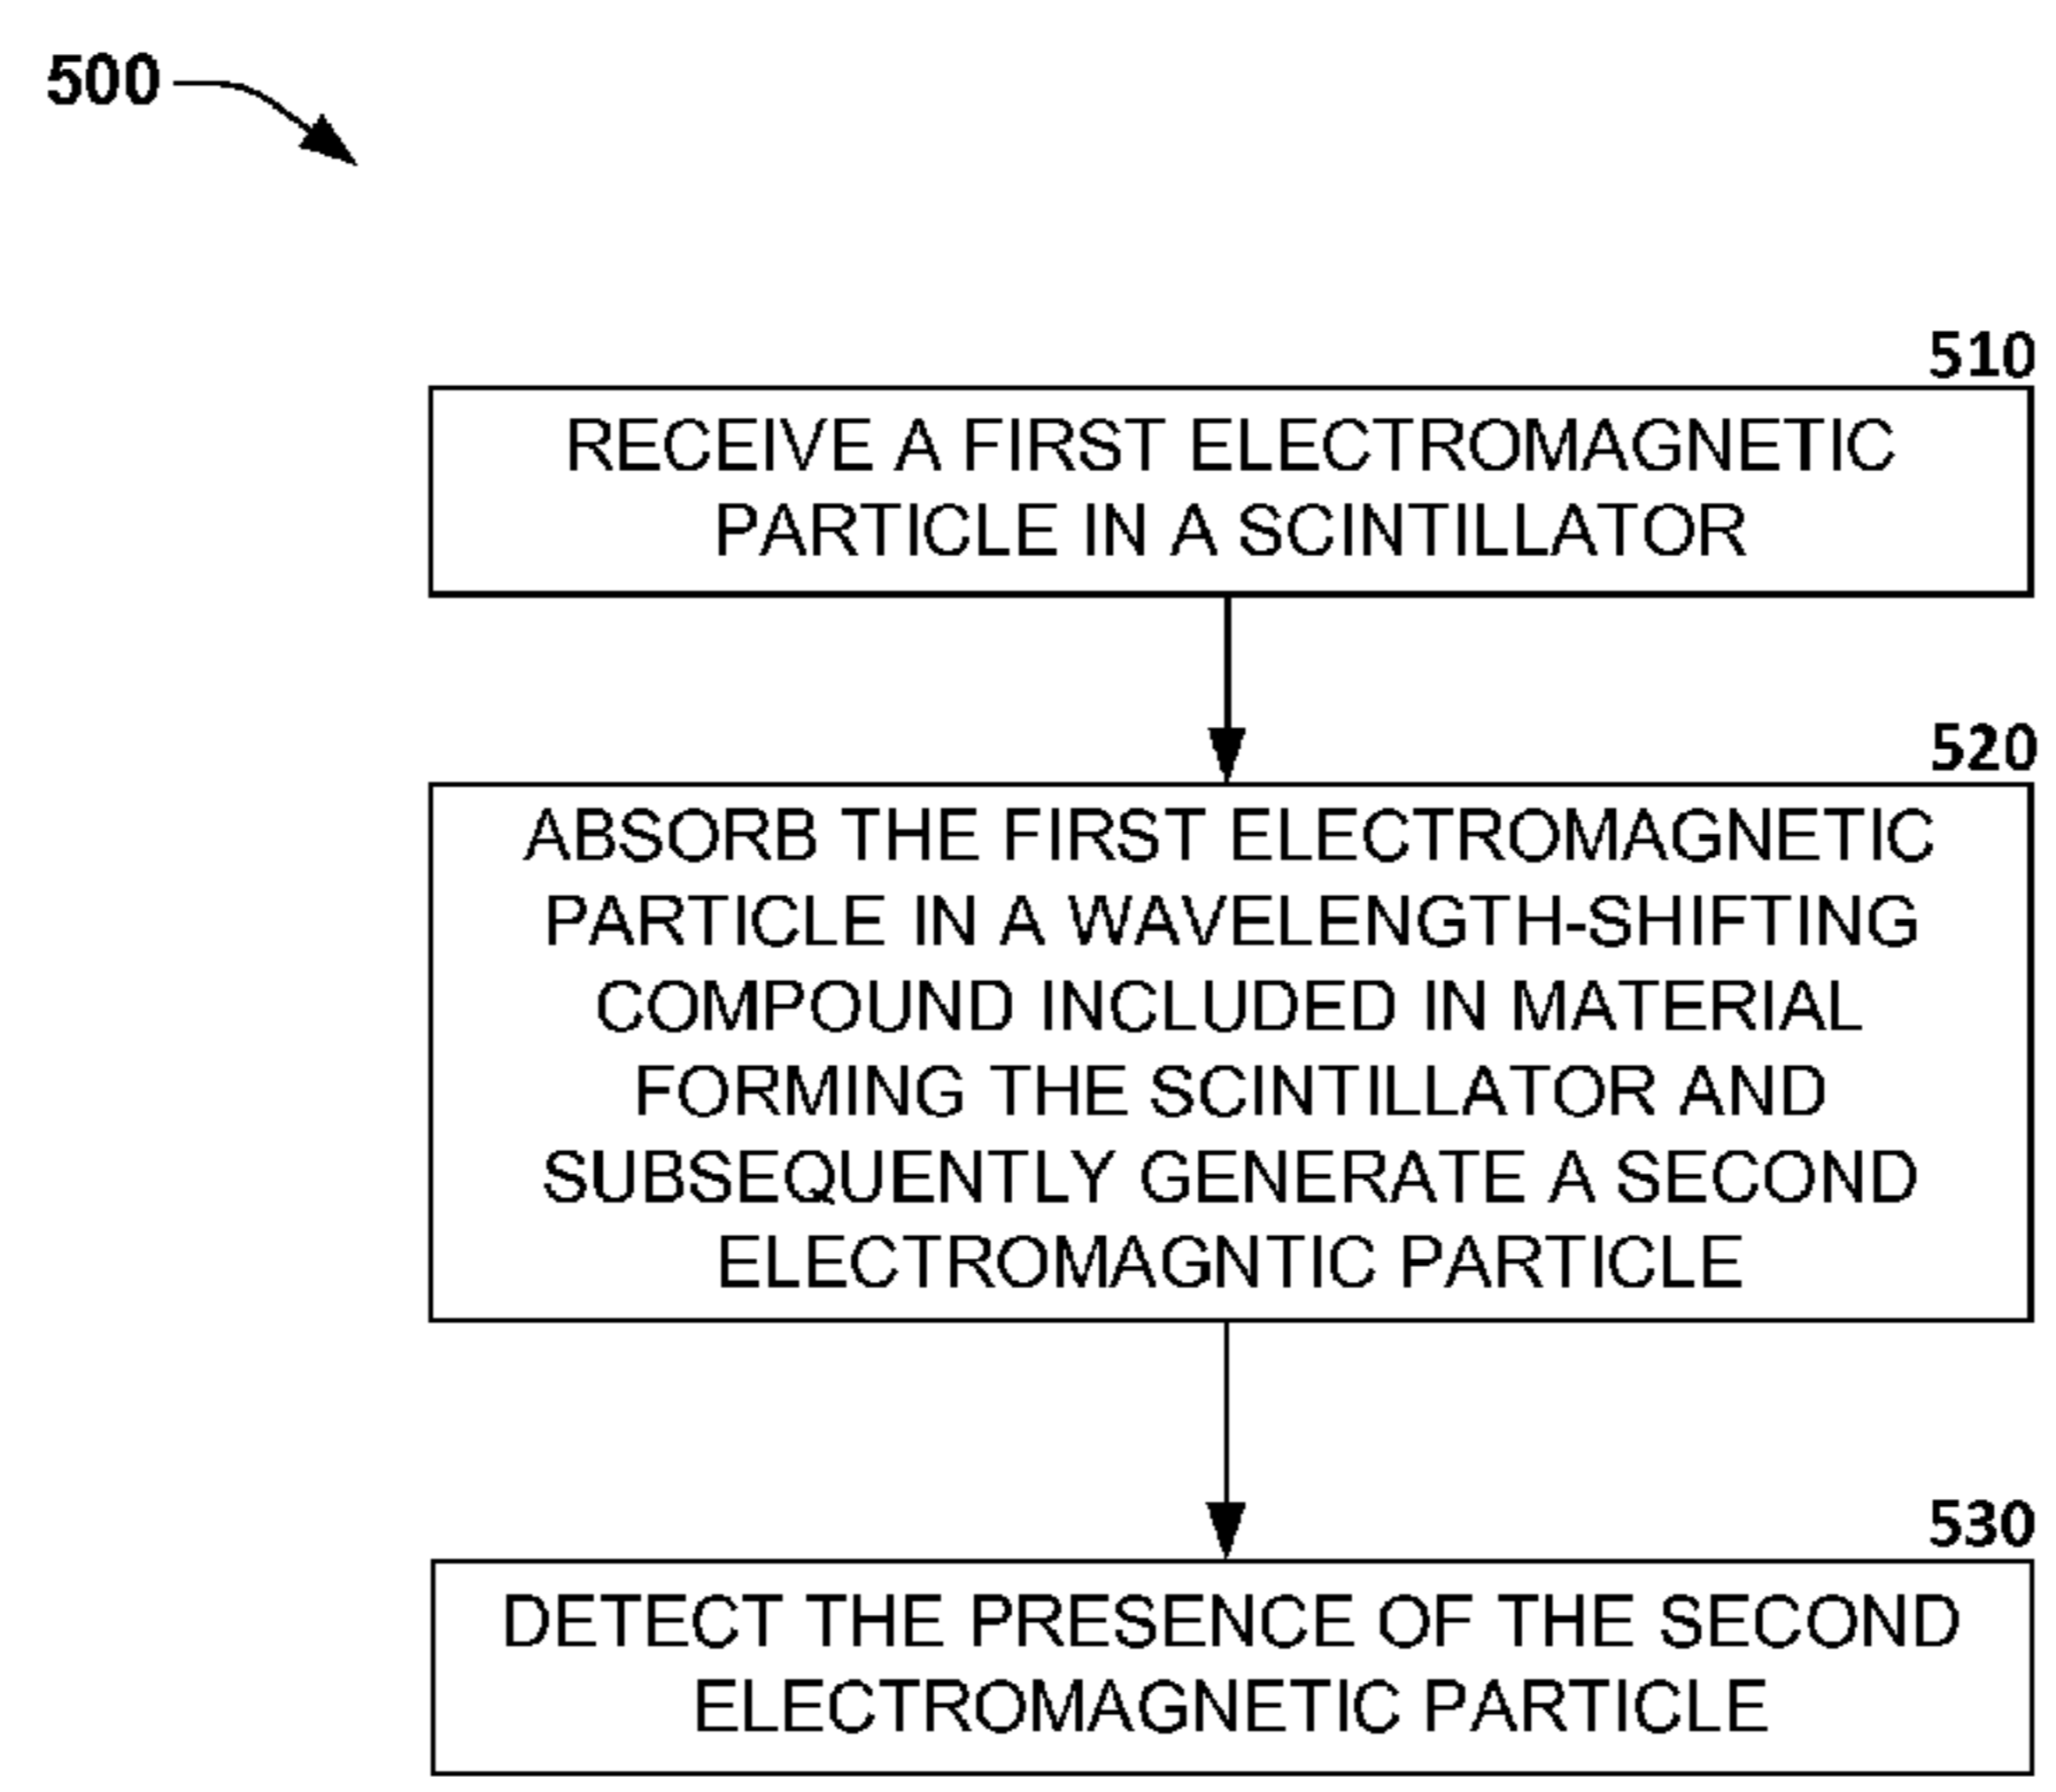 500
510
RECEIVE A FIRST ELECTROMAGNETIC
PARTICLE IN A SCINTILLATOR
520
ABSORB THE FIRST ELECTROMAGNETIC
PARTICLE IN A WAVELENGTH-SHIFTING
COMPOUND INCLUDED IN MATERIAL
FORMING THE SCINTILLATOR AND
SUBSEQUENTLY GENERATE A SECOND
ELECTROMAGNTIC PARTICLE
530
DETECT THE PRESENCE OF THE SECOND
ELECTROMAGNETIC PARTICLE